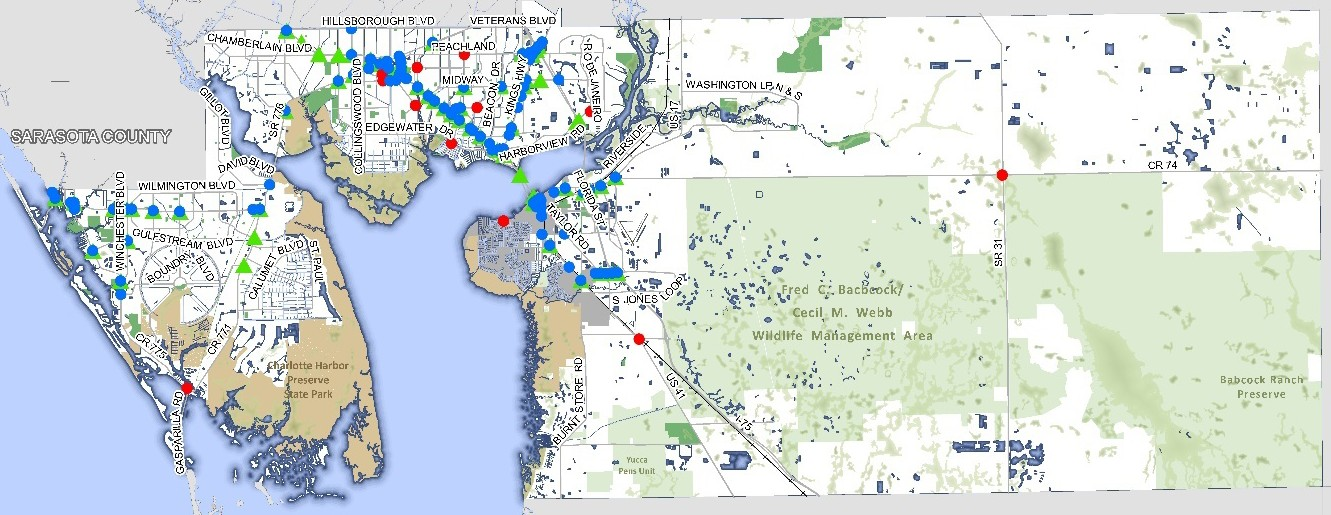 HILLSBOROUGH BLVD
VETERANS BLVD
CHAMBERLAIN BLVD
PEACHLAND
RIO DE JANEIRO
COLLINGSWOOD BLVD
MIDWAY
BEACON DR
KINGS HWY
WASHINGTON LP N & S
GILLOT BLVD
SR 776
US 17
EDGEWATER DR
HARBORVIEW RD
RIVERSIDE
SARASOTA COUNTY
DAVID BLVD
CR 74
WILMINGTON BLVD
WINCHESTER BLVD
FLORIDA ST
TAYLOR RD
GULFSTREAM BLVD
BOUNDRY BLVD
CALUMET BLVD
ST. PAUL
SR 31
S JONES LOOP
Fred C. Bacbcock/
Cecil M. Webb
Wildlife Management Area
CR 775
CR 771
Charlotte Harbor
Preserve
State Park
GASPARILLA RD
BURNT STORE RD
US 41
I-75
Babcock Ranch
Preserve
Yucca
Pens Unit